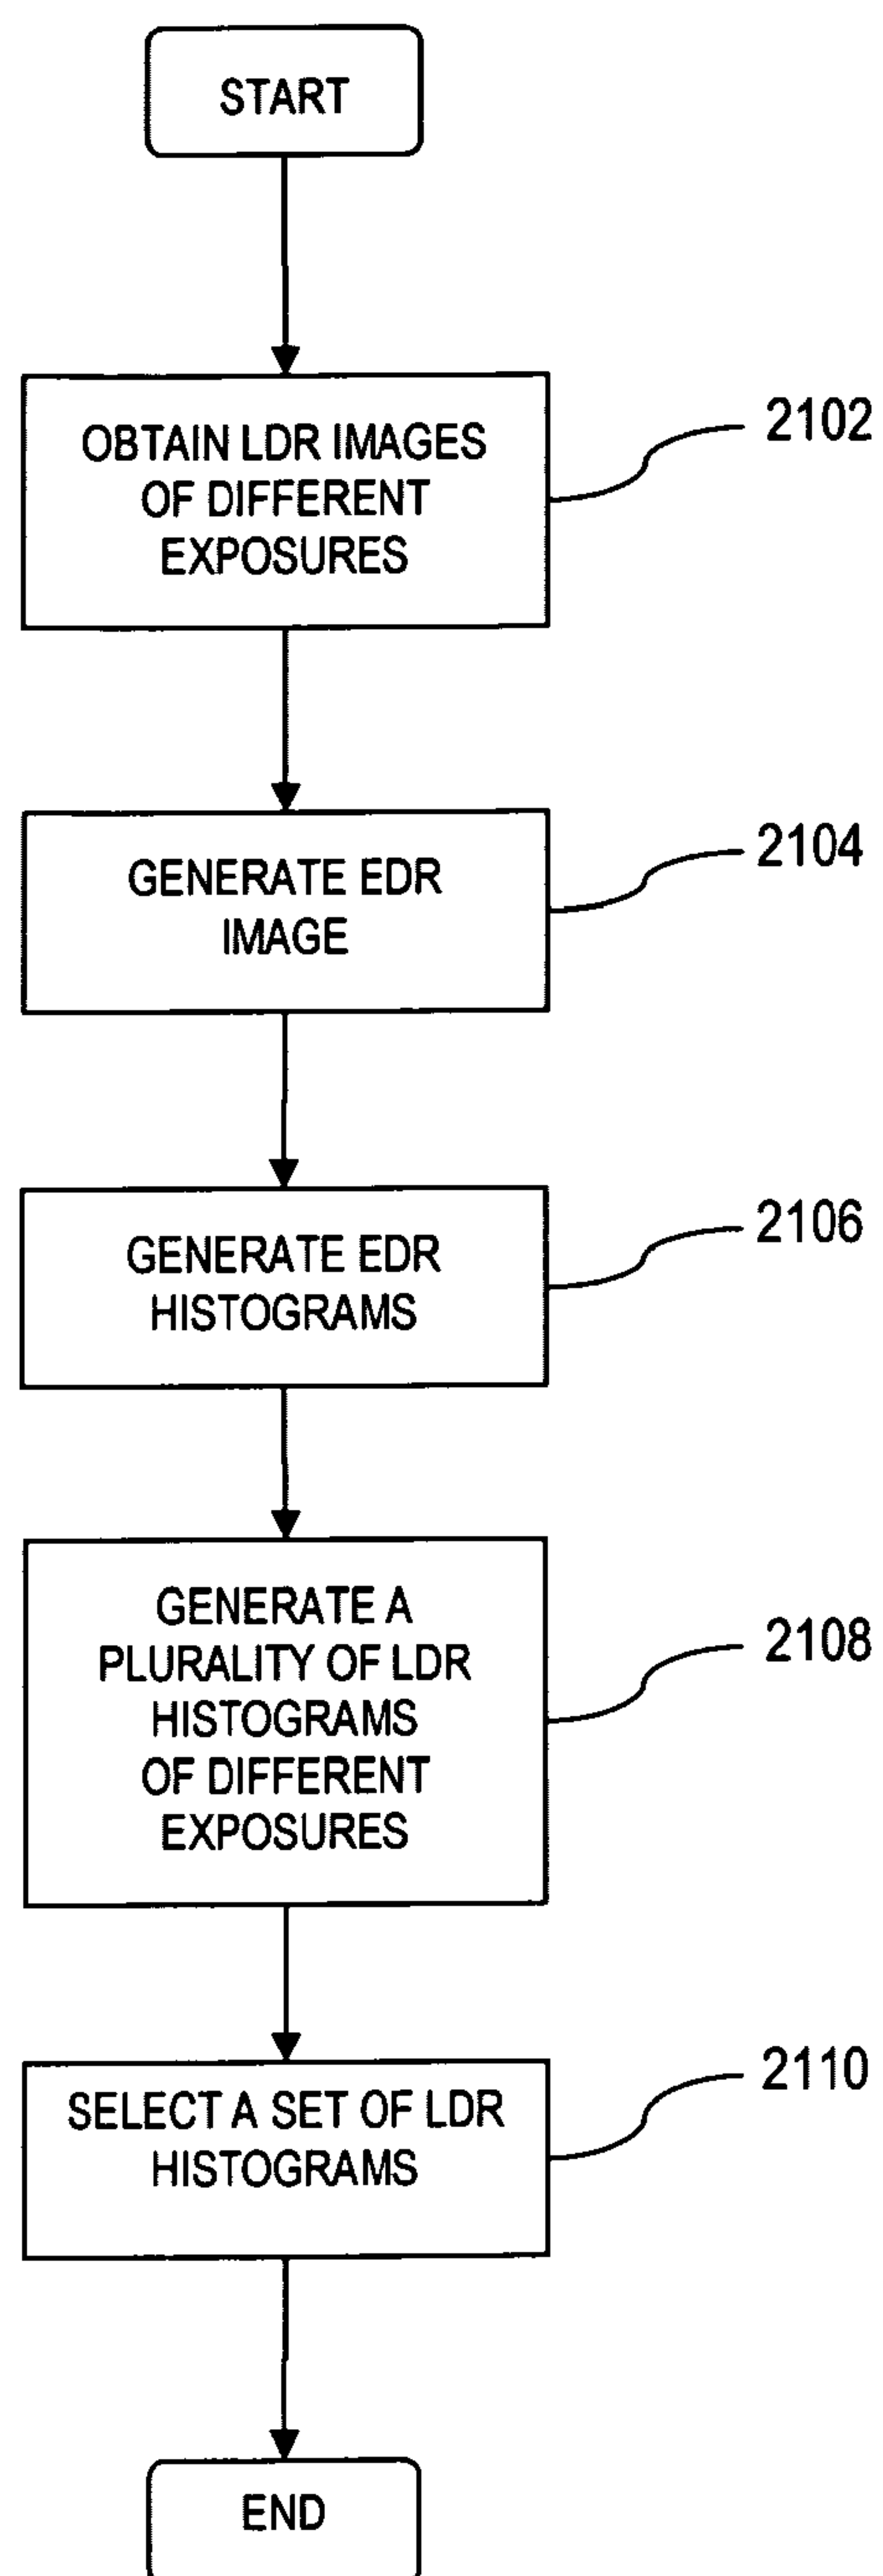 START
OBTAIN LDR IMAGES
OF DIFFERENT
EXPOSURES
2102
GENERATE EDR
IMAGE
2104
GENERATE EDR
HISTOGRAMS
2106
GENERATE A
PLURALITY OF LDR
HISTOGRAMS
OF DIFFERENT
EXPOSURES
2108
SELECT A SET OF LDR
HISTOGRAMS
2110
END